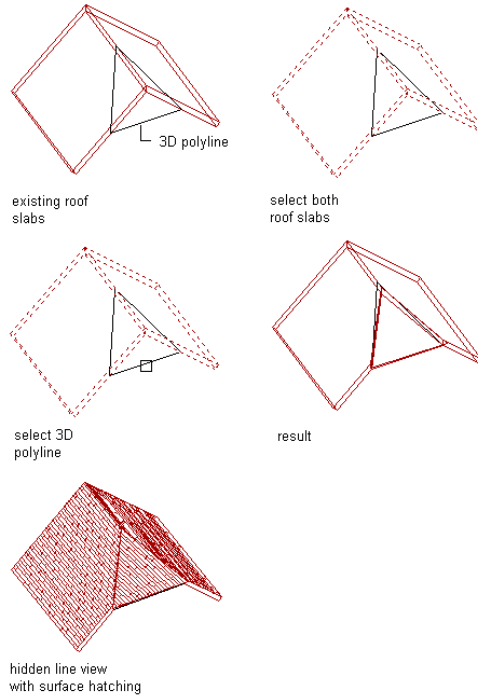 3D polyline
existing roof
slabs
select both
roof slabs
select 3D
polyline
result
hidden line view
with surface hatching